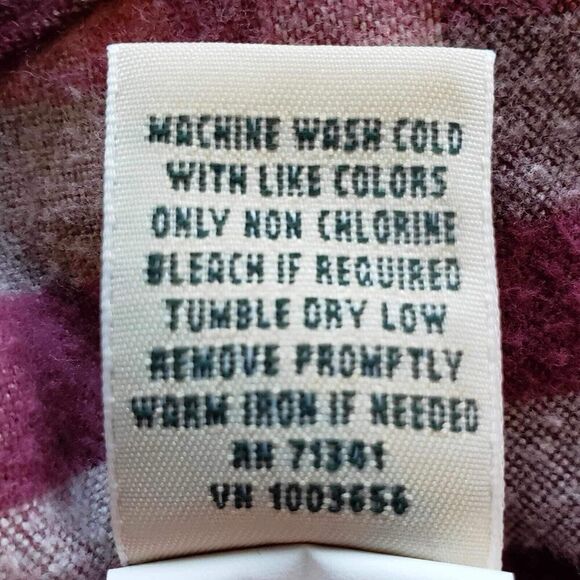 MACHINE WASH COLD
WITH LIKE COLORS
ONLY NON CHLORINE
BLEACH IF REQUIRED
TUMBLE DRY LOW
REMOVE PROMPTLY
WARM IRON IF NEEDED
RN 71341
VN 1003656